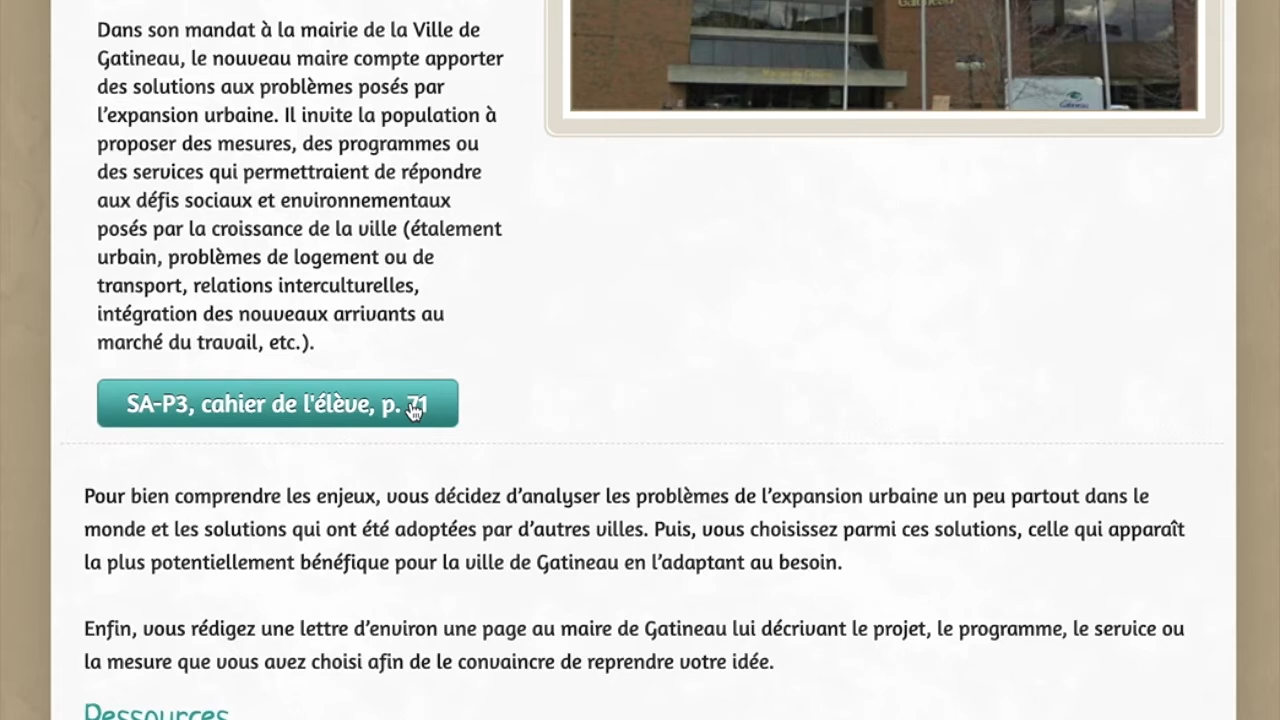 Dans son mandat à la mairie de la Ville de
Gatineau, le nouveau maire compte apporter
des solutions aux problèmes posés par
l’expansion urbaine. Il invite la population à
proposer des mesures, des programmes ou
des services qui permettraient de répondre
aux défis sociaux et environnementaux
posés par la croissance de la ville (étalement
urbain, problèmes de logement ou de
transport, relations interculturelles,
intégration des nouveaux arrivants au
marché du travail, etc.).
Gatineau
SA-P3, cahier de l'élève, p. 71
Pour bien comprendre les enjeux, vous décidez d’analyser les problèmes de l’expansion urbaine un peu partout dans le
monde et les solutions qui ont été adoptées par d’autres villes. Puis, vous choisissez parmi ces solutions, celle qui apparaît
la plus potentiellement bénéfique pour la ville de Gatineau en l’adaptant au besoin.
Enfin, vous rédigez une lettre d’environ une page au maire de Gatineau lui décrivant le projet, le programme, le service ou
la mesure que vous avez choisi afin de le convaincre de reprendre votre idée.
Ressources